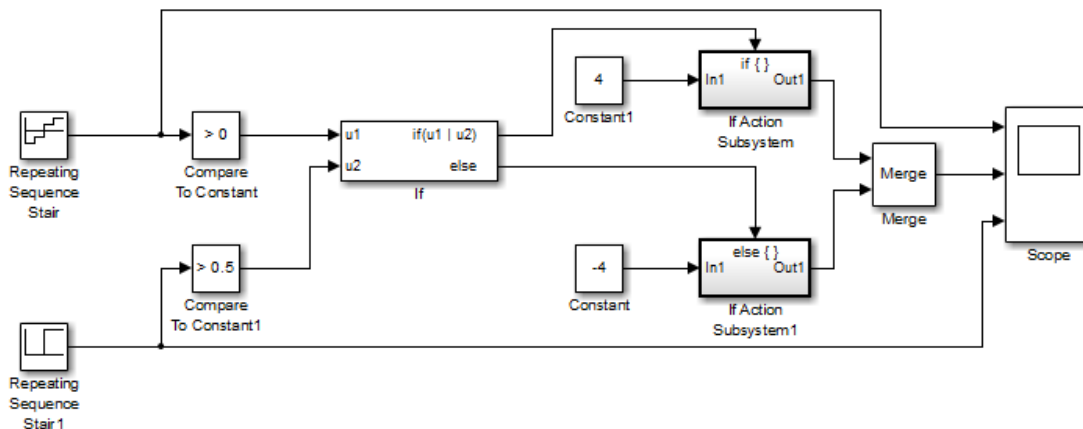 if { }
In1
Out1
4
Constant1
If Action
Subsystem
> 0
Compare
To Constant
u1
if(u1 | u2)
u2
else
If
Repeating
Sequence
Stair
Merge
Merge
Scope
> 0.5
Compare
To Constant1
-4
Constant
else { }
In1
Out1
If Action
Subsystem1
Repeating
Sequence
Stair1